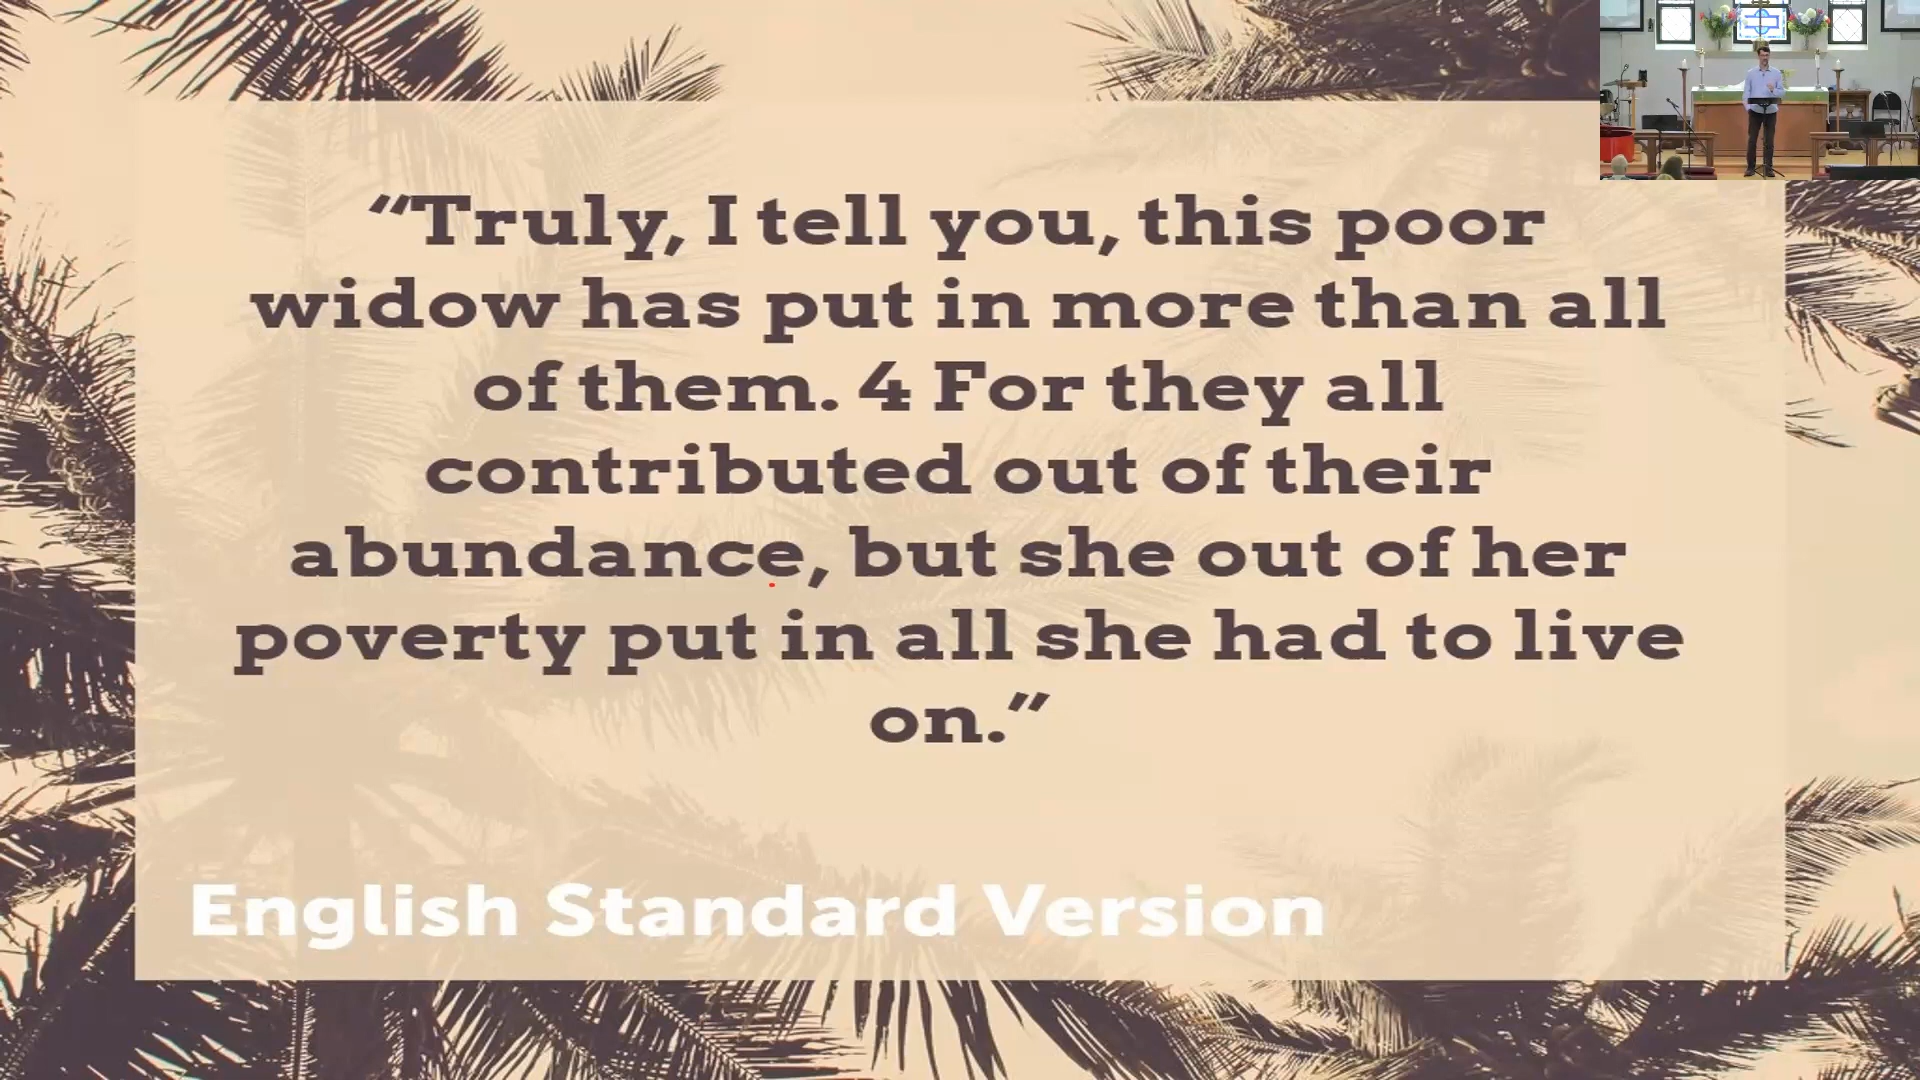 “Truly, I tell you, this poor
widow has put in more than all
of them. 4 For they all
contributed out of their
abundance, but she out of her
poverty put in all she had to live
on.”
English Standard Version